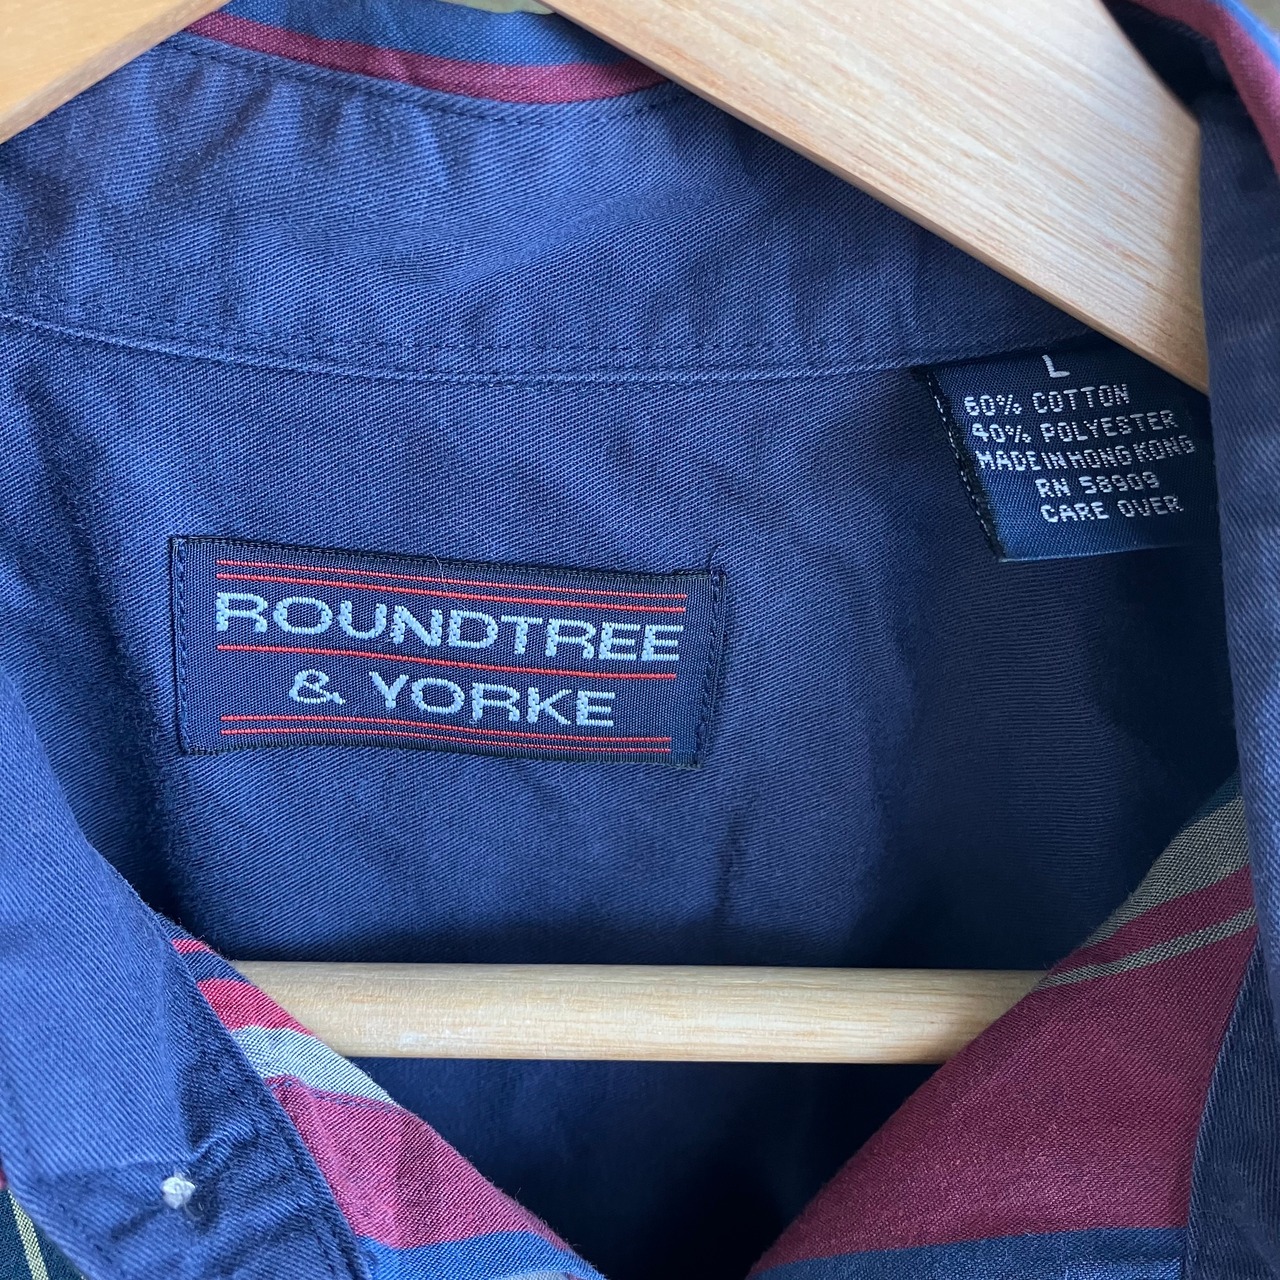 L
60% COTTON
40% POLYESTER
MADE IN HONG KONG
RN 58909
CARE OVER
ROUNDTREE
& YORKE